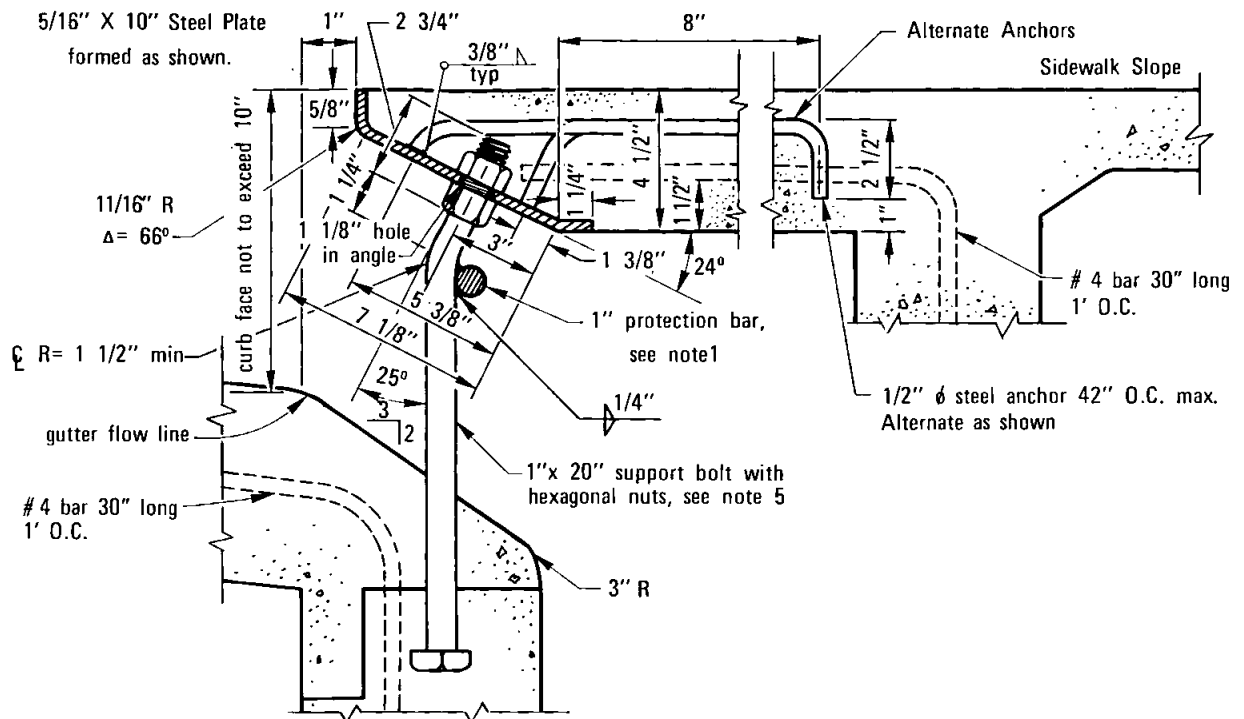 5/16" X 10" Steel Plate
formed as shown.
1"
2 3/4"
3/8"
typ
8"
Alternate Anchors
Sidewalk Slope
5/8"
curb face not to exceed 10"
1 1/4"
4 1/2"
1 1/4"
1 1/2"
2 1/2"
1"
11/16" R
Δ= 66º
1 1/8" hole
in angle
3"
1 3/8"
24º
# 4 bar 30" long
1' O.C.
5 3/8"
7 1/8"
1" protection bar,
see note1
℄ R= 1 1/2" min
25º
1/4"
1/2" ϕ steel anchor 42" O.C. max.
Alternate as shown
gutter flow line
3
2
1"x 20" support bolt with
hexagonal nuts, see note 5
# 4 bar 30" long
1' O.C.
3" R